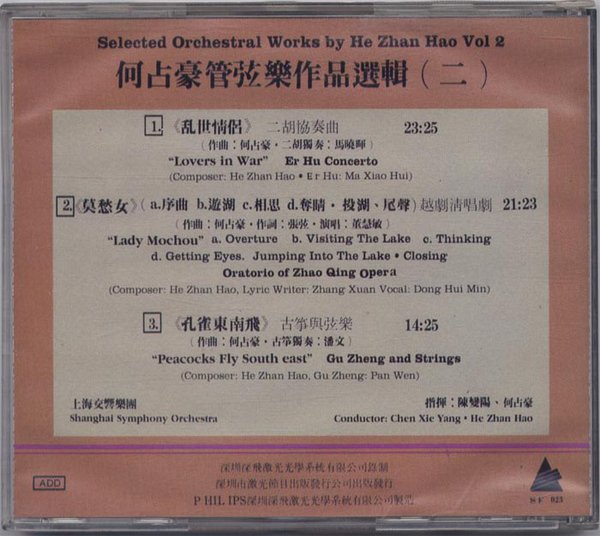 Selected Orchestral Works by He Zhan Hao Vol 2
何占豪管弦樂作品選輯(二)
1.《乱世情侶》 二胡協奏曲 23:25
(作曲:何占豪・二胡獨奏:馬曉暉)
"Lovers in War" Er Hu Concerto
(Composer: He Zhan Hao • Er Hu: Ma Xiao Hui)
2.《莫愁女》(a.序曲 b.遊湖 c.相思 d.奪睛・投湖、尾聲)越劇清唱劇 21:23
(作曲:何占豪・作詞:張弦・演唱:董慧敏)
"Lady Mochou" a. Overture b. Visiting The Lake c. Thinking
d. Getting Eyes. Jumping Into The Lake • Closing
Oratorio of Zhao Qing Opera
(Composer: He Zhan Hao, Lyric Writer: Zhang Xuan Vocal: Dong Hui Min)
3.《孔雀東南飛》 古箏與弦樂 14:25
(作曲:何占豪・古箏獨奏:潘文)
"Peacocks Fly South cast" Gu Zheng and Strings
(Composer: He Zhan Hao, Gu Zheng: Pan Wen)
上海交響樂團 指揮:陳燮陽、何占豪
Shanghai Symphony Orchestra Conductor: Chen Xie Yang • He Zhan Hao
深圳深飛激光光學系統有限公司錄制
深圳市激光節目出版發行公司出版發行
ADD
PHILIPS深圳深飛激光光學系統有限公司製造
SF 023